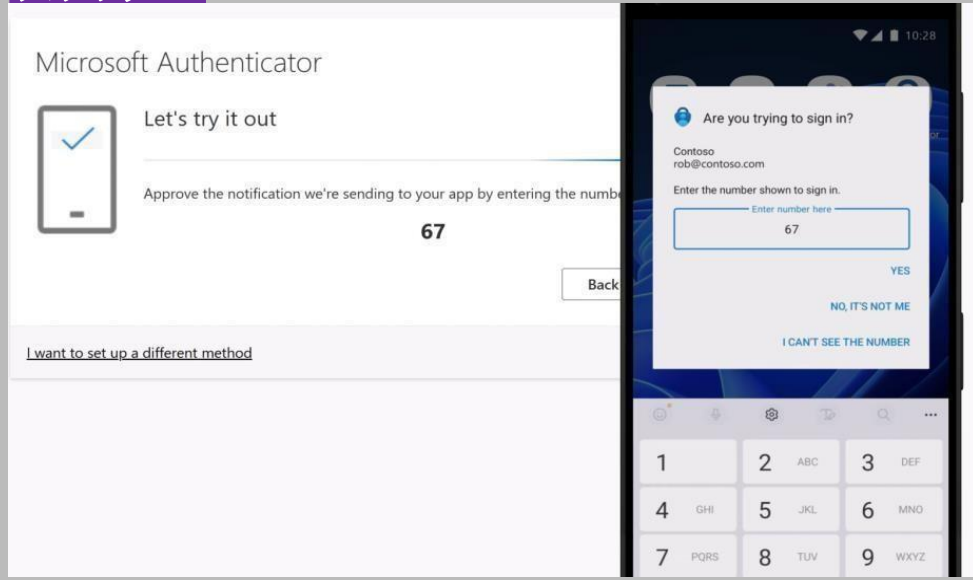 Microsoft Authenticator
Let's try it out
Approve the notification we're sending to your app by entering the numbe
67
Back
I want to set up a different method
10:28
Are you trying to sign in?
Contoso
rob@contoso.com
Enter the number shown to sign in.
Enter number here
67
YES
NO, IT'S NOT ME
I CAN'T SEE THE NUMBER
1
2 ABC
3 DEF
4 GHI
5 JKL
6 MNO
7 PQRS
8 TUV
9 WXYZ